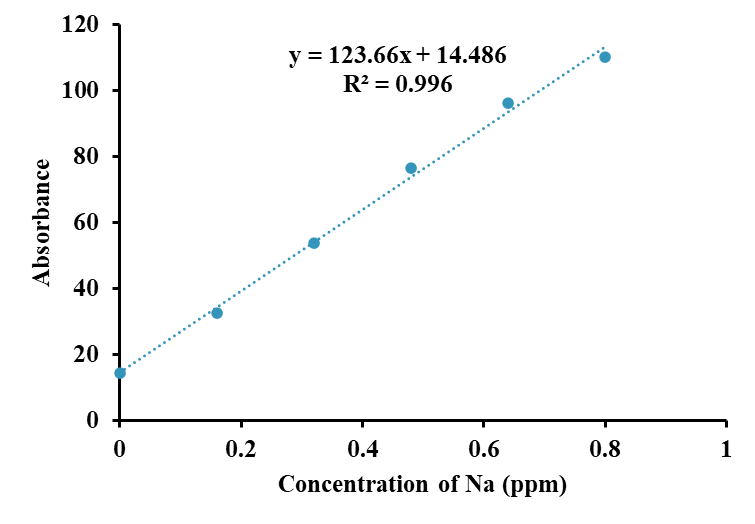 y = 123.66x + 14.486
R² = 0.996
120
100
80
60
40
20
0
Absorbance
0 0.2 0.4 0.6 0.8 1
Concentration of Na (ppm)